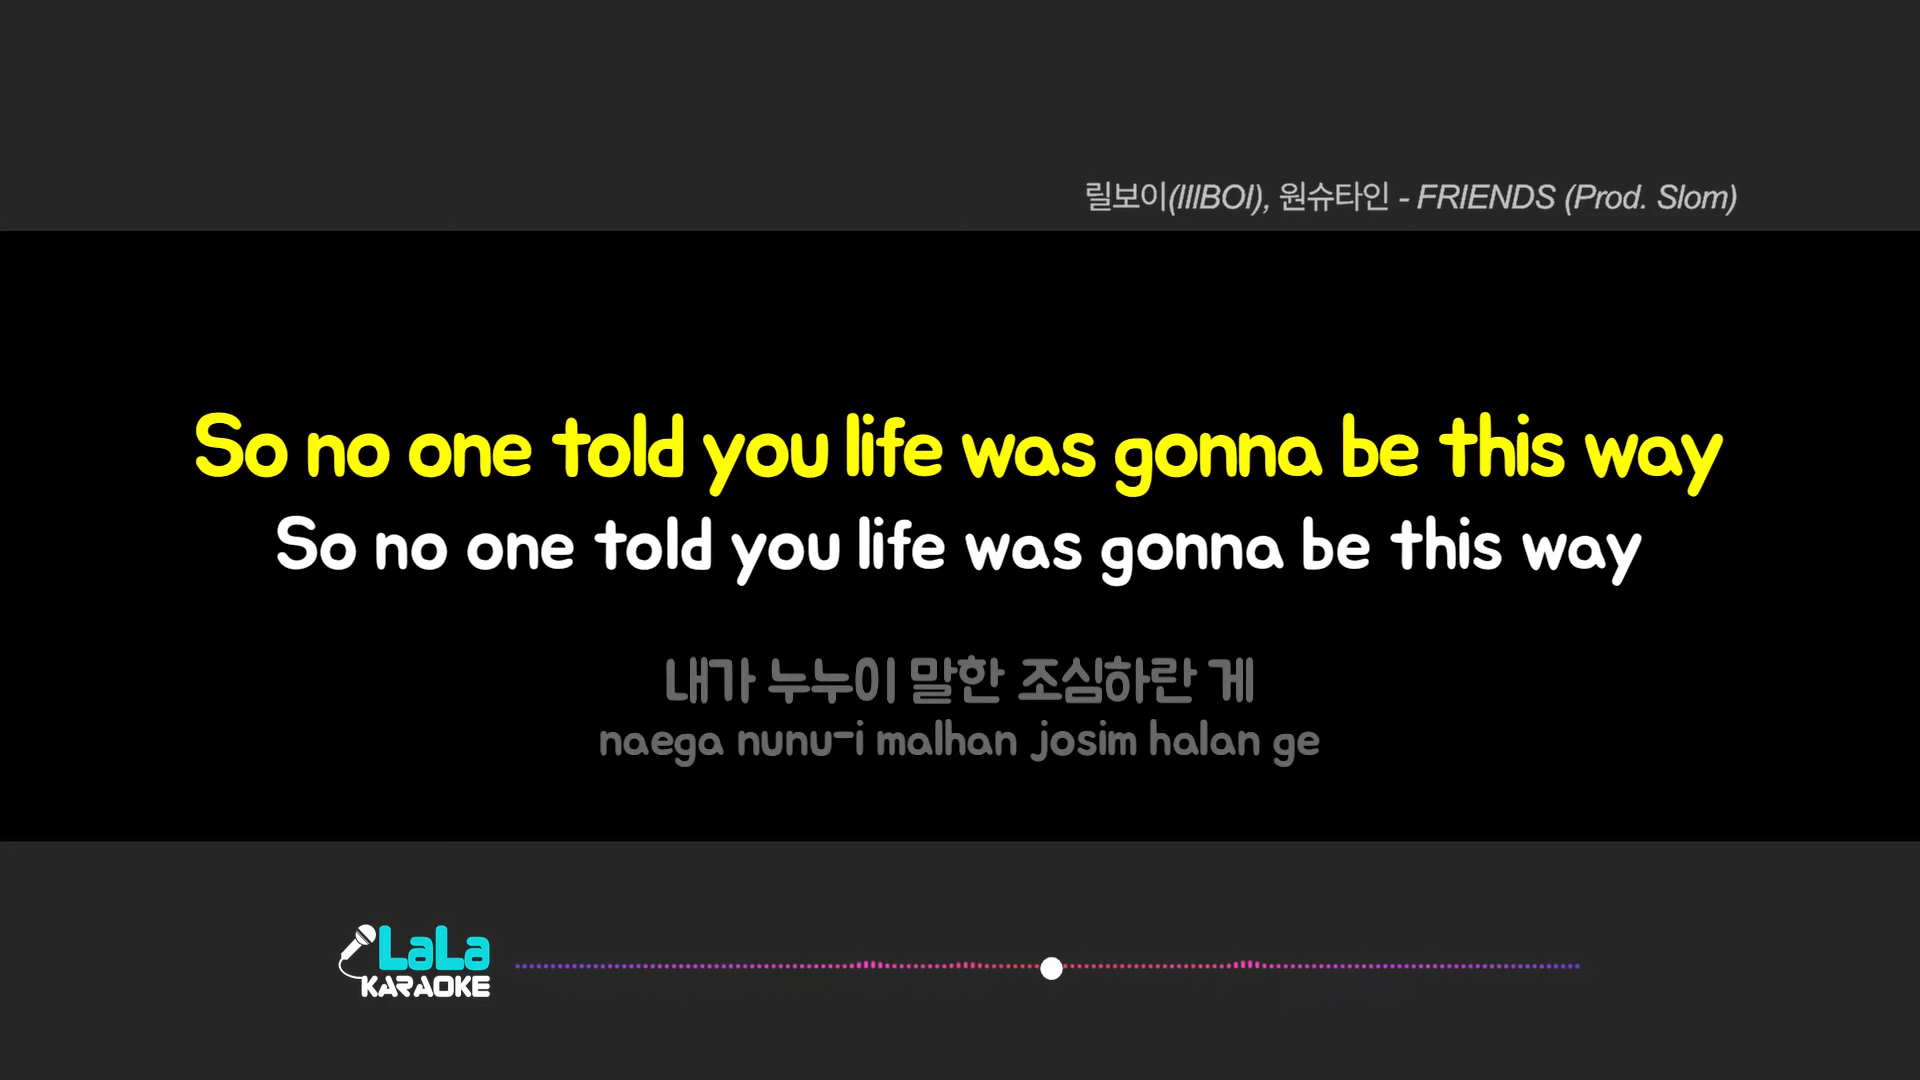 릴보이(lIlBOI), 원슈타인 - FRIENDS (Prod. Slom)
So no one told you life was gonna be this way
So no one told you life was gonna be this way
내가 누누이 말한 조심하란 게
naega nunu-i malhan josim halan ge
LaLa
KARAOKE